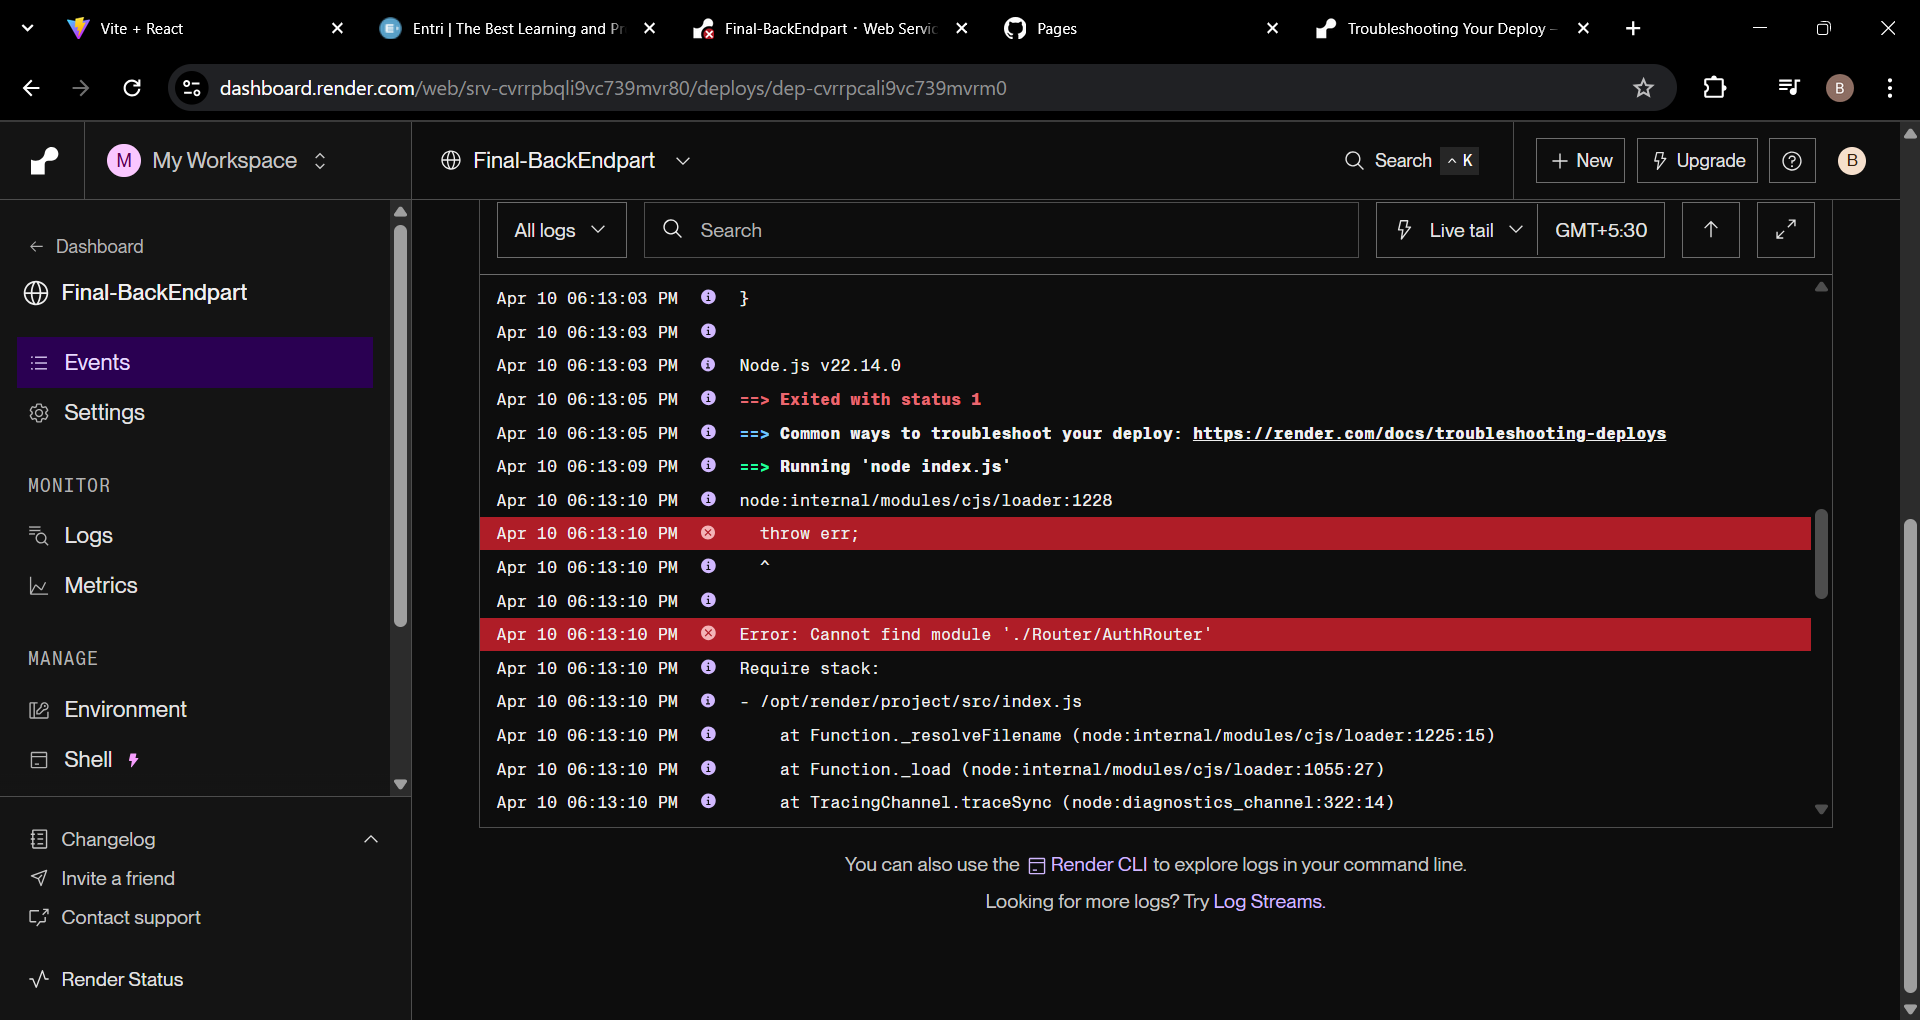 Vite + React
Entri | The Best Learning and Pr
Final-BackEndpart · Web Servic
Pages
Troubleshooting Your Deploy –
dashboard.render.com/web/srv-cvrrpbqli9vc739mvr80/deploys/dep-cvrrpcali9vc739mvrm0
B
M My Workspace
Final-BackEndpart
Search ^ K
+ New
Upgrade
B
Dashboard
Final-BackEndpart
Events
Settings
MONITOR
Logs
Metrics
MANAGE
Environment
Shell
Changelog
Invite a friend
Contact support
Render Status
All logs
Search
Live tail
GMT+5:30
Apr 10 06:13:03 PM }
Apr 10 06:13:03 PM
Apr 10 06:13:03 PM Node.js v22.14.0
Apr 10 06:13:05 PM ==> Exited with status 1
Apr 10 06:13:05 PM ==> Common ways to troubleshoot your deploy: https://render.com/docs/troubleshooting-deploys
Apr 10 06:13:09 PM ==> Running 'node index.js'
Apr 10 06:13:10 PM node:internal/modules/cjs/loader:1228
Apr 10 06:13:10 PM throw err;
Apr 10 06:13:10 PM ^
Apr 10 06:13:10 PM
Apr 10 06:13:10 PM Error: Cannot find module './Router/AuthRouter'
Apr 10 06:13:10 PM Require stack:
Apr 10 06:13:10 PM - /opt/render/project/src/index.js
Apr 10 06:13:10 PM at Function._resolveFilename (node:internal/modules/cjs/loader:1225:15)
Apr 10 06:13:10 PM at Function._load (node:internal/modules/cjs/loader:1055:27)
Apr 10 06:13:10 PM at TracingChannel.traceSync (node:diagnostics_channel:322:14)
You can also use the Render CLI to explore logs in your command line.
Looking for more logs? Try Log Streams.